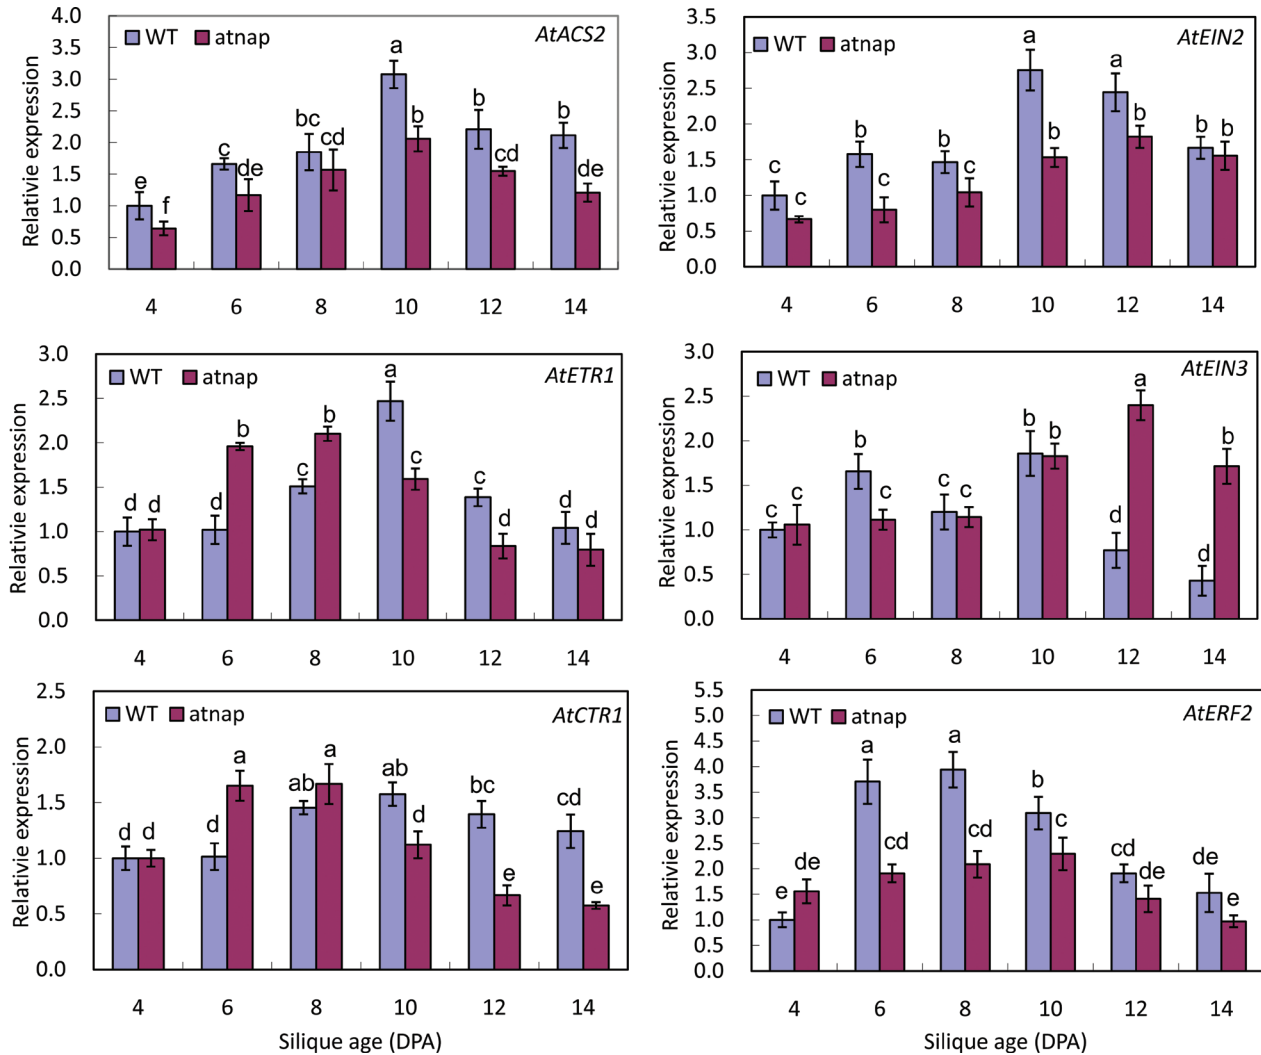 4.0
WT atnap
AtACS2
3.5
3.0
2.5
2.0
1.5
1.0
0.5
0.0
Relativie expression
e f c de bc cd a b b cd b de
4 6 8 10 12 14
3.5
WT atnap
AtEIN2
3.0
2.5
2.0
1.5
1.0
0.5
0.0
Relativie expression
c c b c b c a b a b b b
4 6 8 10 12 14
3.0
WT atnap
AtETR1
2.5
2.0
1.5
1.0
0.5
0.0
Relativie expression
d d d b c b a c c d d d
4 6 8 10 12 14
3.0
WT atnap
AtEIN3
2.5
2.0
1.5
1.0
0.5
0.0
Relativie expression
c c b c c c b b d a d b
4 6 8 10 12 14
2.5
WT atnap
AtCTR1
2.0
1.5
1.0
0.5
0.0
Relativie expression
d d d a ab a ab d bc e cd e
4 6 8 10 12 14
Silique age (DPA)
5.5
WT atnap
AtERF2
5.0
4.5
4.0
3.5
3.0
2.5
2.0
1.5
1.0
0.5
0.0
Relativie expression
e de a cd a cd b c cd de de e
4 6 8 10 12 14
Silique age (DPA)